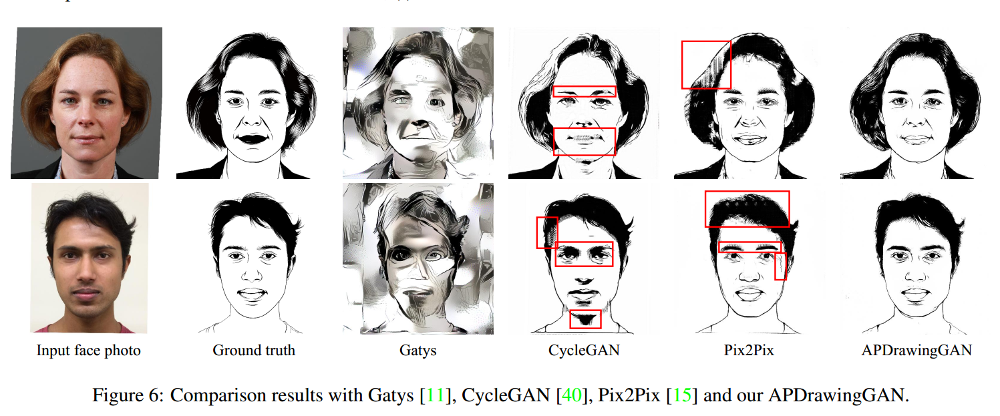 Input face photo
Ground truth
Gatys
CycleGAN
Pix2Pix
APDrawingGAN
Figure 6: Comparison results with Gatys [11], CycleGAN [40], Pix2Pix [15] and our APDrawingGAN.